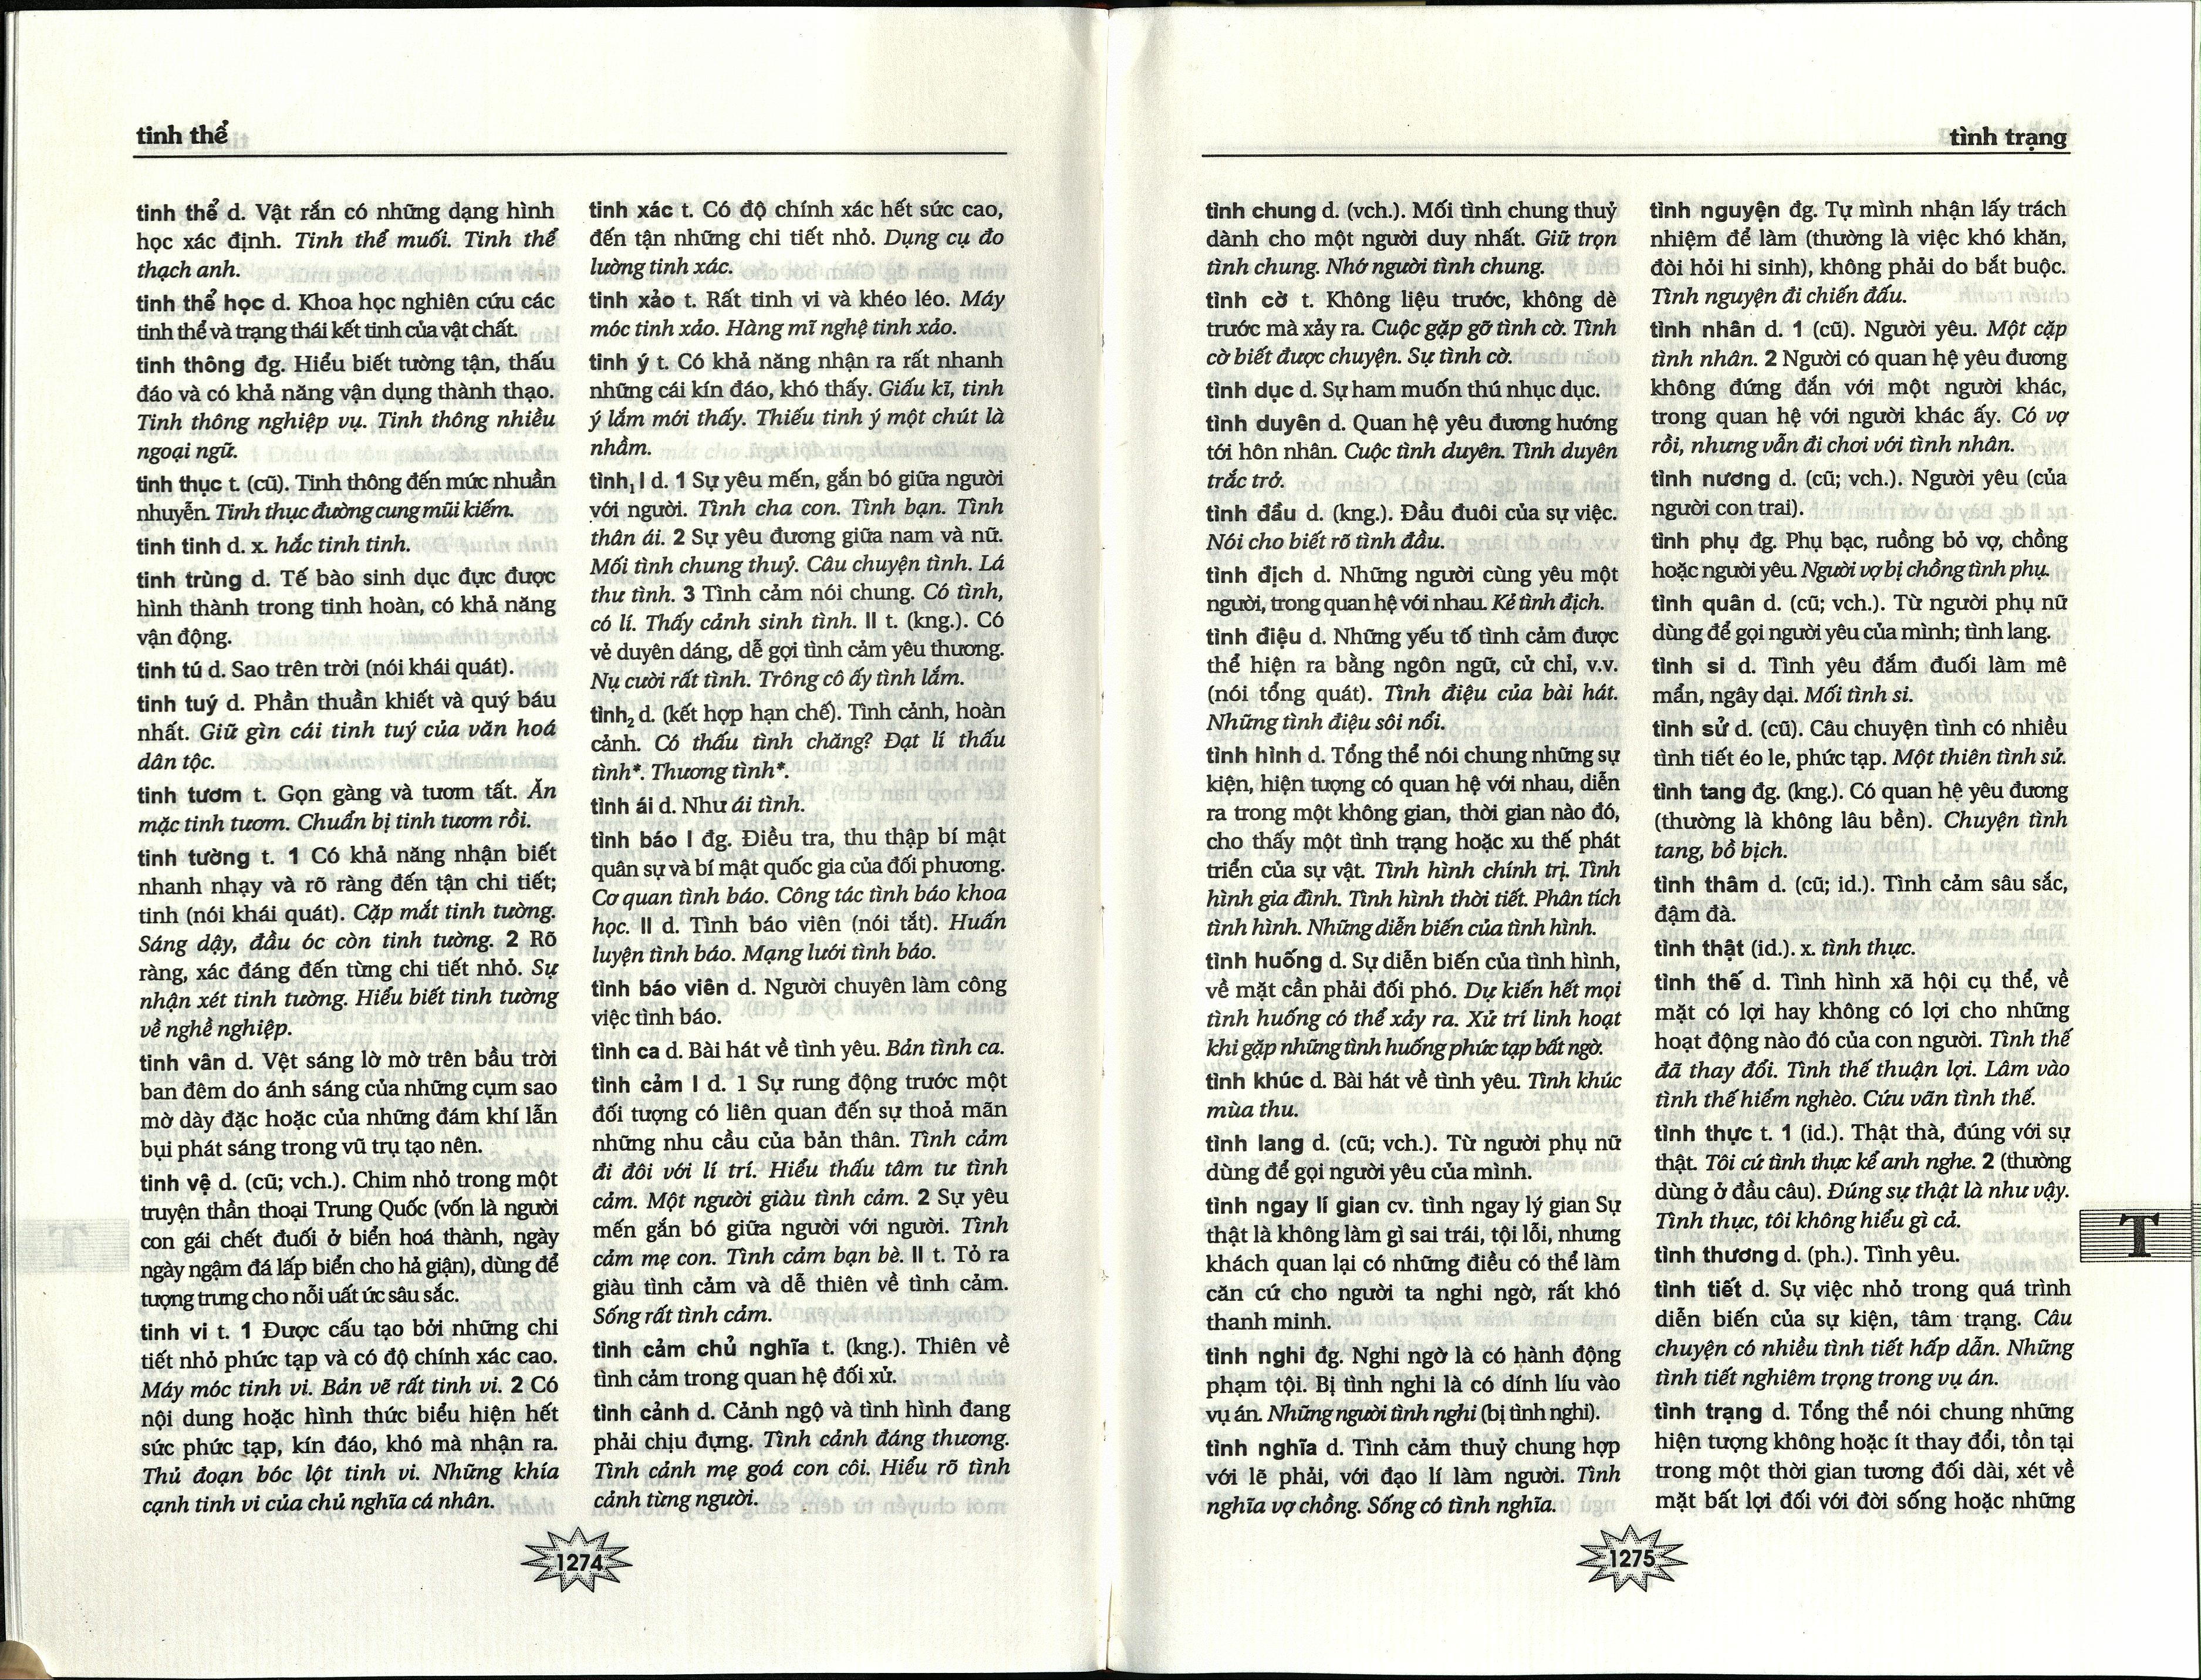 tinh thể
tinh thể d. Vật rắn có những dạng hình
học xác định. Tinh thể muối. Tinh thể
thạch anh.
tinh thể học d. Khoa học nghiên cứu các
tinh thể và trạng thái kết tinh của vật chất.
tinh thông đg. Hiểu biết tường tận, thấu
đáo và có khả năng vận dụng thành thạo.
Tinh thông nghiệp vụ. Tinh thông nhiều
ngoại ngữ.
tinh thục t. (cũ). Tinh thông đến mức nhuần
nhuyễn. Tinh thục đường cung mũi kiếm.
tinh tinh d. x. hắc tinh tinh.
tinh trùng d. Tế bào sinh dục đực được
hình thành trong tinh hoàn, có khả năng
vận động.
tinh tú d. Sao trên trời (nói khái quát).
tinh tuý d. Phần thuần khiết và quý báu
nhất. Giữ gìn cái tinh tuý của văn hoá
dân tộc.
tinh tươm t. Gọn gàng và tươm tất. Ăn
mặc tinh tươm. Chuẩn bị tinh tươm rồi.
tinh tường t. 1 Có khả năng nhận biết
nhanh nhạy và rõ ràng đến tận chi tiết;
tinh (nói khái quát). Cặp mắt tinh tường.
Sáng dậy, đầu óc còn tinh tường. 2 Rõ
ràng, xác đáng đến từng chi tiết nhỏ. Sự
nhận xét tinh tường. Hiểu biết tinh tường
về nghề nghiệp.
tinh vân d. Vệt sáng lờ mờ trên bầu trời
ban đêm do ánh sáng của những cụm sao
mờ dày đặc hoặc của những đám khí lẫn
bụi phát sáng trong vũ trụ tạo nên.
tinh vệ d. (cũ; vch.). Chim nhỏ trong một
truyện thần thoại Trung Quốc (vốn là người
con gái chết đuối ở biển hoá thành, ngày
ngày ngậm đá lấp biển cho hả giận), dùng để
tượng trưng cho nỗi uất ức sâu sắc.
tinh vi t. 1 Được cấu tạo bởi những chi
tiết nhỏ phức tạp và có độ chính xác cao.
Máy móc tinh vi. Bản vẽ rất tinh vi. 2 Có
nội dung hoặc hình thức biểu hiện hết
sức phức tạp, kín đáo, khó mà nhận ra.
Thủ đoạn bóc lột tinh vi. Những khía
cạnh tinh vi của chủ nghĩa cá nhân.
tinh xác t. Có độ chính xác hết sức cao,
đến tận những chi tiết nhỏ. Dụng cụ đo
lường tinh xác.
tinh xảo t. Rất tinh vi và khéo léo. Máy
móc tinh xảo. Hàng mĩ nghệ tinh xảo.
tinh ý t. Có khả năng nhận ra rất nhanh
những cái kín đáo, khó thấy. Giấu kĩ, tinh
ý lắm mới thấy. Thiếu tinh ý một chút là
nhầm.
tình₁ I d. 1 Sự yêu mến, gắn bó giữa người
với người. Tình cha con. Tình bạn. Tình
thân ái. 2 Sự yêu đương giữa nam và nữ.
Mối tình chung thuỷ. Câu chuyện tình. Lá
thư tình. 3 Tình cảm nói chung. Có tình,
có lí. Thấy cảnh sinh tình. II t. (kng.). Có
vẻ duyên dáng, dễ gợi tình cảm yêu thương.
Nụ cười rất tình. Trông cô ấy tình lắm.
tình₂ d. (kết hợp hạn chế). Tình cảnh, hoàn
cảnh. Có thấu tình chăng? Đạt lí thấu
tình*. Thương tình*.
tình ái d. Như ái tình.
tình báo I đg. Điều tra, thu thập bí mật
quân sự và bí mật quốc gia của đối phương.
Cơ quan tình báo. Công tác tình báo khoa
học. II d. Tình báo viên (nói tắt). Huấn
luyện tình báo. Mạng lưới tình báo.
tình báo viên d. Người chuyên làm công
việc tình báo.
tình ca d. Bài hát về tình yêu. Bản tình ca.
tình cảm I d. 1 Sự rung động trước một
đối tượng có liên quan đến sự thoả mãn
những nhu cầu của bản thân. Tình cảm
đi đôi với lí trí. Hiểu thấu tâm tư tình
cảm. Một người giàu tình cảm. 2 Sự yêu
mến gắn bó giữa người với người. Tình
cảm mẹ con. Tình cảm bạn bè. II t. Tỏ ra
giàu tình cảm và dễ thiên về tình cảm.
Sống rất tình cảm.
tình cảm chủ nghĩa t. (kng.). Thiên về
tình cảm trong quan hệ đối xử.
tình cảnh d. Cảnh ngộ và tình hình đang
phải chịu đựng. Tình cảnh đáng thương.
Tình cảnh mẹ goá con côi. Hiểu rõ tình
cảnh từng người.
1274
tình trạng
tình chung d. (vch.). Mối tình chung thuỷ
dành cho một người duy nhất. Giữ trọn
tình chung. Nhớ người tình chung.
tình cờ t. Không liệu trước, không dè
trước mà xảy ra. Cuộc gặp gỡ tình cờ. Tình
cờ biết được chuyện. Sự tình cờ.
tình dục d. Sự ham muốn thú nhục dục.
tình duyên d. Quan hệ yêu đương hướng
tới hôn nhân. Cuộc tình duyên. Tình duyên
trắc trở.
tình đầu d. (kng.). Đầu đuôi của sự việc.
Nói cho biết rõ tình đầu.
tình địch d. Những người cùng yêu một
người, trong quan hệ với nhau. Kẻ tình địch.
tình điệu d. Những yếu tố tình cảm được
thể hiện ra bằng ngôn ngữ, cử chỉ, v.v.
(nói tổng quát). Tình điệu của bài hát.
Những tình điệu sôi nổi.
tình hình d. Tổng thể nói chung những sự
kiện, hiện tượng có quan hệ với nhau, diễn
ra trong một không gian, thời gian nào đó,
cho thấy một tình trạng hoặc xu thế phát
triển của sự vật. Tình hình chính trị. Tình
hình gia đình. Tình hình thời tiết. Phân tích
tình hình. Những diễn biến của tình hình.
tình huống d. Sự diễn biến của tình hình,
về mặt cần phải đối phó. Dự kiến hết mọi
tình huống có thể xảy ra. Xử trí linh hoạt
khi gặp những tình huống phức tạp bất ngờ.
tình khúc d. Bài hát về tình yêu. Tình khúc
mùa thu.
tình lang d. (cũ; vch.). Từ người phụ nữ
dùng để gọi người yêu của mình.
tình ngay lí gian cv. tình ngay lý gian Sự
thật là không làm gì sai trái, tội lỗi, nhưng
khách quan lại có những điều có thể làm
căn cứ cho người ta nghi ngờ, rất khó
thanh minh.
tình nghi đg. Nghi ngờ là có hành động
phạm tội. Bị tình nghi là có dính líu vào
vụ án. Những người tình nghi (bị tình nghi).
tình nghĩa d. Tình cảm thuỷ chung hợp
với lẽ phải, với đạo lí làm người. Tình
nghĩa vợ chồng. Sống có tình nghĩa.
tình nguyện đg. Tự mình nhận lấy trách
nhiệm để làm (thường là việc khó khăn,
đòi hỏi hi sinh), không phải do bắt buộc.
Tình nguyện đi chiến đấu.
tình nhân d. 1 (cũ). Người yêu. Một cặp
tình nhân. 2 Người có quan hệ yêu đương
không đứng đắn với một người khác,
trong quan hệ với người khác ấy. Có vợ
rồi, nhưng vẫn đi chơi với tình nhân.
tình nương d. (cũ; vch.). Người yêu (của
người con trai).
tình phụ đg. Phụ bạc, ruồng bỏ vợ, chồng
hoặc người yêu. Người vợ bị chồng tình phụ.
tình quân d. (cũ; vch.). Từ người phụ nữ
dùng để gọi người yêu của mình; tình lang.
tình si d. Tình yêu đắm đuối làm mê
mẩn, ngây dại. Mối tình si.
tình sử d. (cũ). Câu chuyện tình có nhiều
tình tiết éo le, phức tạp. Một thiên tình sử.
tình tang đg. (kng.). Có quan hệ yêu đương
(thường là không lâu bền). Chuyện tình
tang, bồ bịch.
tình thâm d. (cũ; id.). Tình cảm sâu sắc,
đậm đà.
tình thật (id.). x. tình thực.
tình thế d. Tình hình xã hội cụ thể, về
mặt có lợi hay không có lợi cho những
hoạt động nào đó của con người. Tình thế
đã thay đổi. Tình thế thuận lợi. Lâm vào
tình thế hiểm nghèo. Cứu vãn tình thế.
tình thực t. 1 (id.). Thật thà, đúng với sự
thật. Tôi cứ tình thực kể anh nghe. 2 (thường
dùng ở đầu câu). Đúng sự thật là như vậy.
Tình thực, tôi không hiểu gì cả.
tình thương d. (ph.). Tình yêu.
tình tiết d. Sự việc nhỏ trong quá trình
diễn biến của sự kiện, tâm trạng. Câu
chuyện có nhiều tình tiết hấp dẫn. Những
tình tiết nghiêm trọng trong vụ án.
tình trạng d. Tổng thể nói chung những
hiện tượng không hoặc ít thay đổi, tồn tại
trong một thời gian tương đối dài, xét về
mặt bất lợi đối với đời sống hoặc những
T
1275